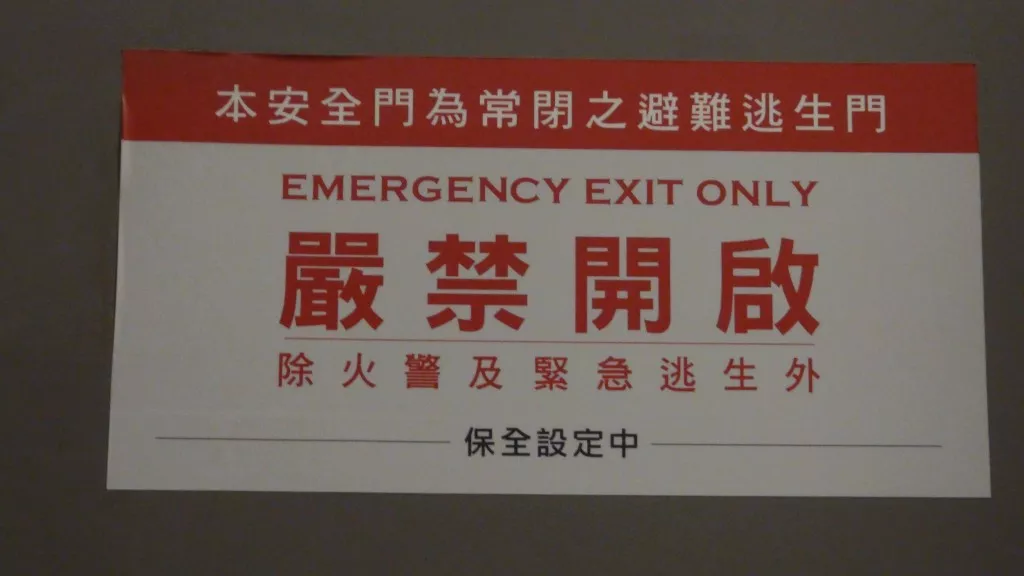 本安全門為常閉之避難逃生門
EMERGENCY EXIT ONLY
嚴禁開啟
除火警及緊急逃生外
保全設定中